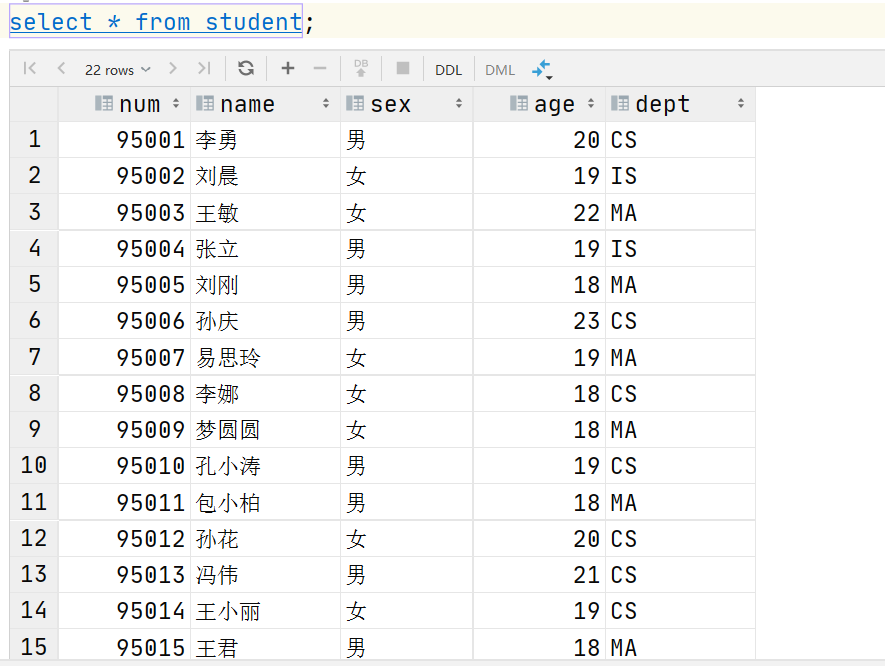 select * from student;
22 rows DB DDL DML
num name sex age dept
1 95001 李勇 男 20 CS
2 95002 刘晨 女 19 IS
3 95003 王敏 女 22 MA
4 95004 张立 男 19 IS
5 95005 刘刚 男 18 MA
6 95006 孙庆 男 23 CS
7 95007 易思玲 女 19 MA
8 95008 李娜 女 18 CS
9 95009 梦圆圆 女 18 MA
10 95010 孔小涛 男 19 CS
11 95011 包小柏 男 18 MA
12 95012 孙花 女 20 CS
13 95013 冯伟 男 21 CS
14 95014 王小丽 女 19 CS
15 95015 王君 男 18 MA